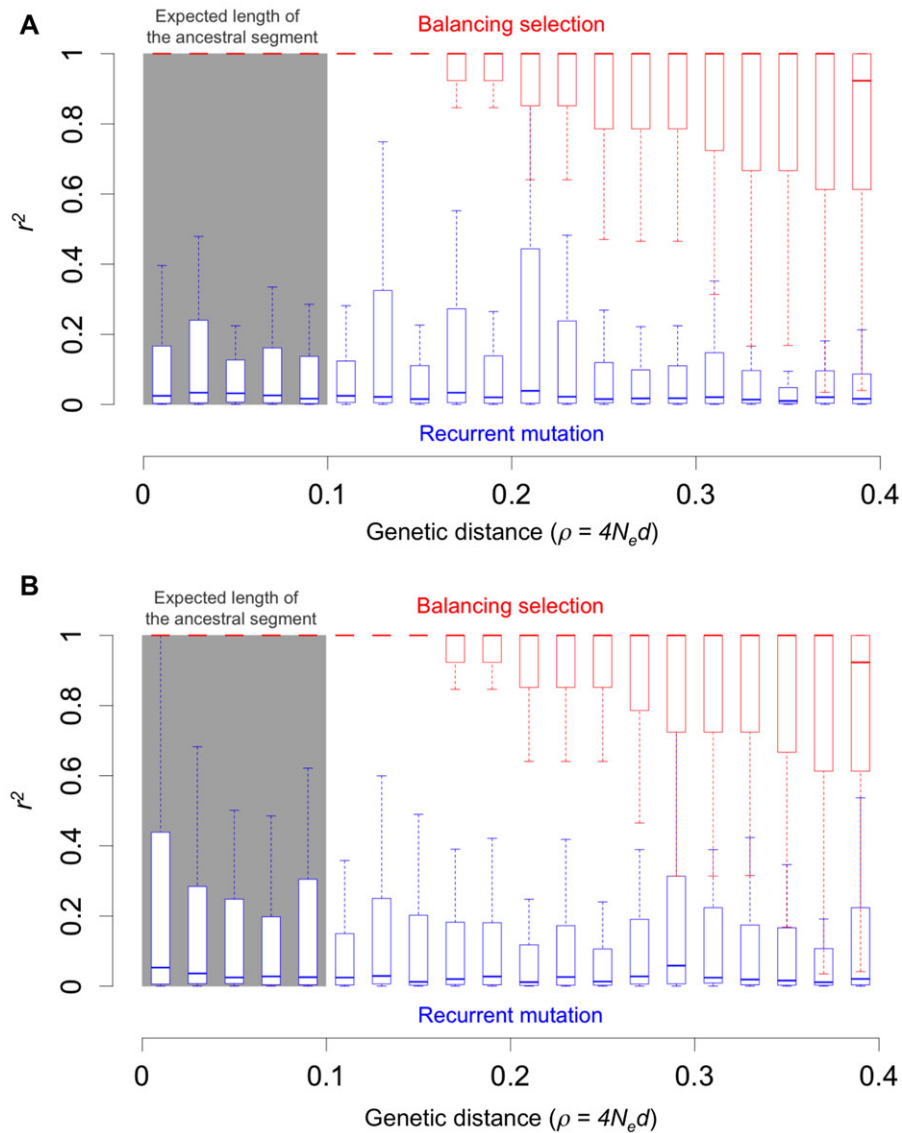 A
Expected length of
the ancestral segment
Balancing selection
1
0.8
0.6
0.4
0.2
0
r²
Recurrent mutation
0 0.1 0.2 0.3 0.4
Genetic distance (ρ = 4Nₑd)
B
Expected length of
the ancestral segment
Balancing selection
1
0.8
0.6
0.4
0.2
0
r²
Recurrent mutation
0 0.1 0.2 0.3 0.4
Genetic distance (ρ = 4Nₑd)